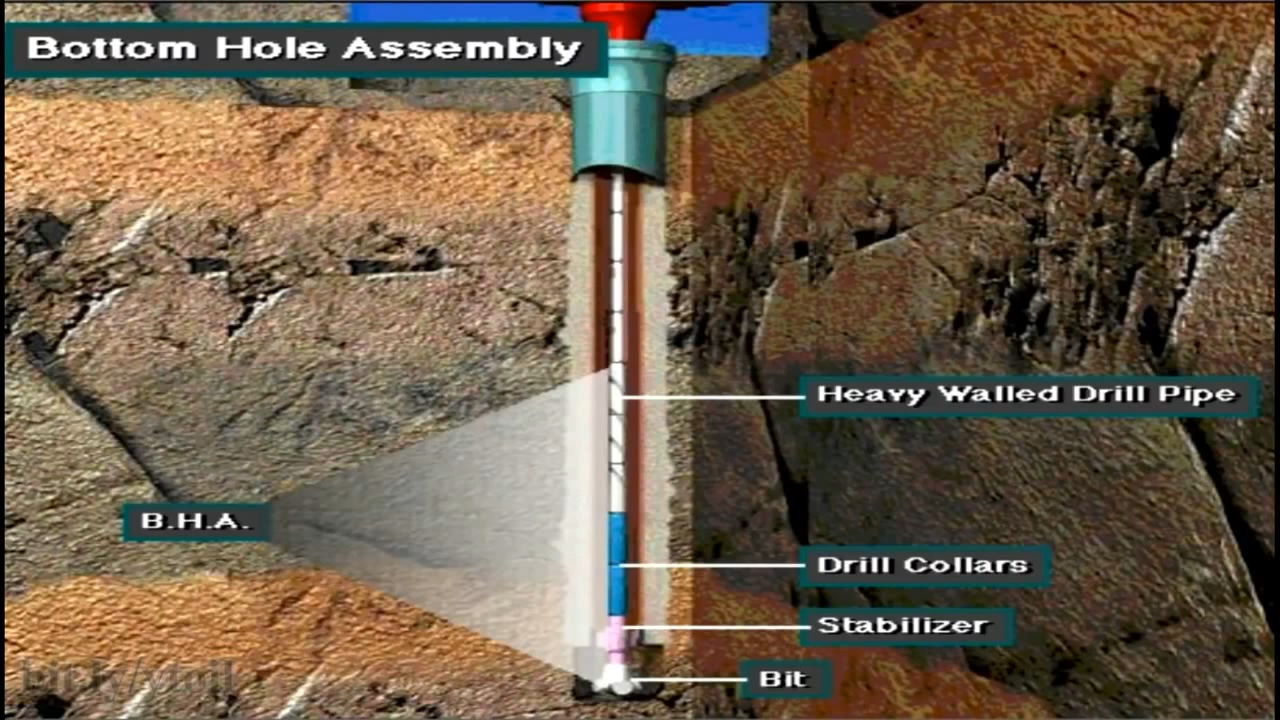 Bottom Hole Assembly
Heavy Walled Drill Pipe
B.H.A.
Drill Collars
Stabilizer
Bit